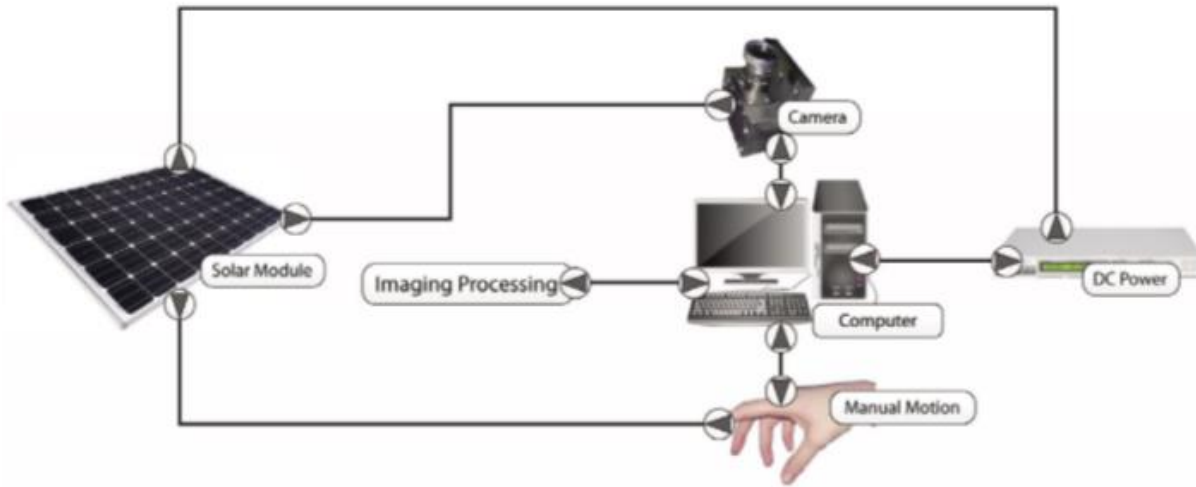 Camera
Solar Module
Imaging Processing
DC Power
Computer
Manual Motion